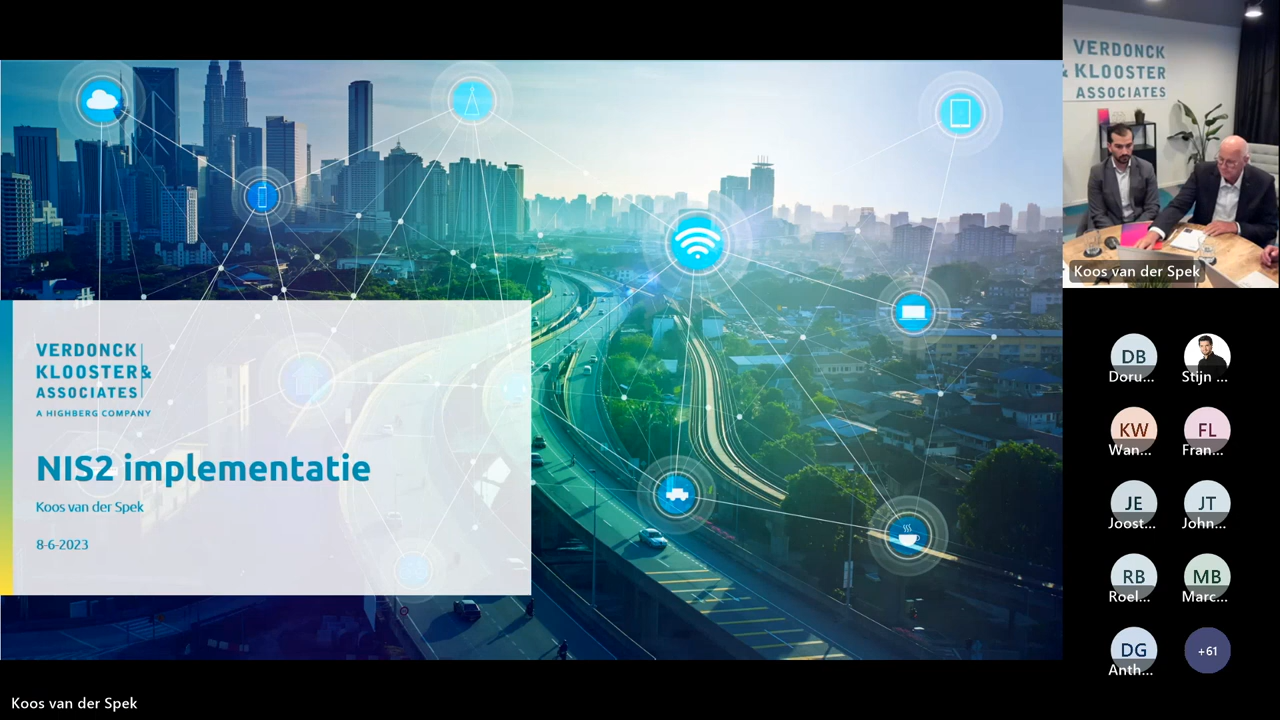 VERDONCK
KLOOSTER&
ASSOCIATES
A HIGHBERG COMPANY
NIS2 implementatie
Koos van der Spek
8-6-2023
VERDONCK
& KLOOSTER
ASSOCIATES
Koos van der Spek
DB
Doru...
Stijn ...
KW
Wan...
FL
Fran...
JE
Joost...
JT
John...
RB
Roel...
MB
Marc...
DG
Anth...
+61
Koos van der Spek